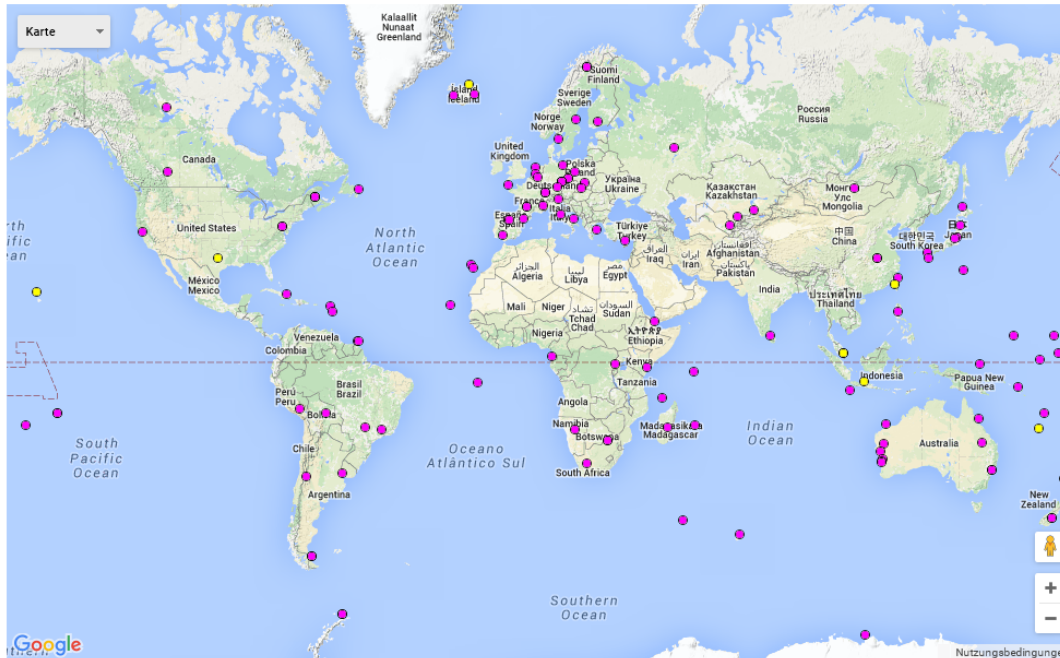 Karte
Kalaallit
Nunaat
Greenland
Suomi
Finland
Ísland
Iceland
Sverige
Sweden
Norge
Norway
Россия
Russia
United
Kingdom
Polska
Poland
Canada
Deutschland
Україна
Ukraine
Қазақстан
Kazakhstan
Монгол
Улс
Mongolia
France
Italia
Italy
España
Spain
Türkiye
Turkey
United States
North
Atlantic
Ocean
中国
China
대한민국
South Korea
Japan
العراق
Iraq
ایران
Iran
افغانستان
Afghanistan
پاکستان
Pakistan
الجزائر
Algeria
ليبيا
Libya
مصر
Egypt
México
Mexico
India
ประเทศไทย
Thailand
Mali
Niger
السودان
Sudan
Tchad
Chad
Nigeria
ኢትዮጵያ
Ethiopia
Venezuela
Colombia
Kenya
Indonesia
Papua New
Guinea
Tanzania
Perú
Peru
Brasil
Brazil
Bolivia
Angola
Namibia
Botswana
Madagasikara
Madagascar
Indian
Ocean
Australia
South
Pacific
Ocean
Chile
Oceano
Atlântico Sul
South Africa
Argentina
New
Zealand
Southern
Ocean
Google
Nutzungsbedingunge